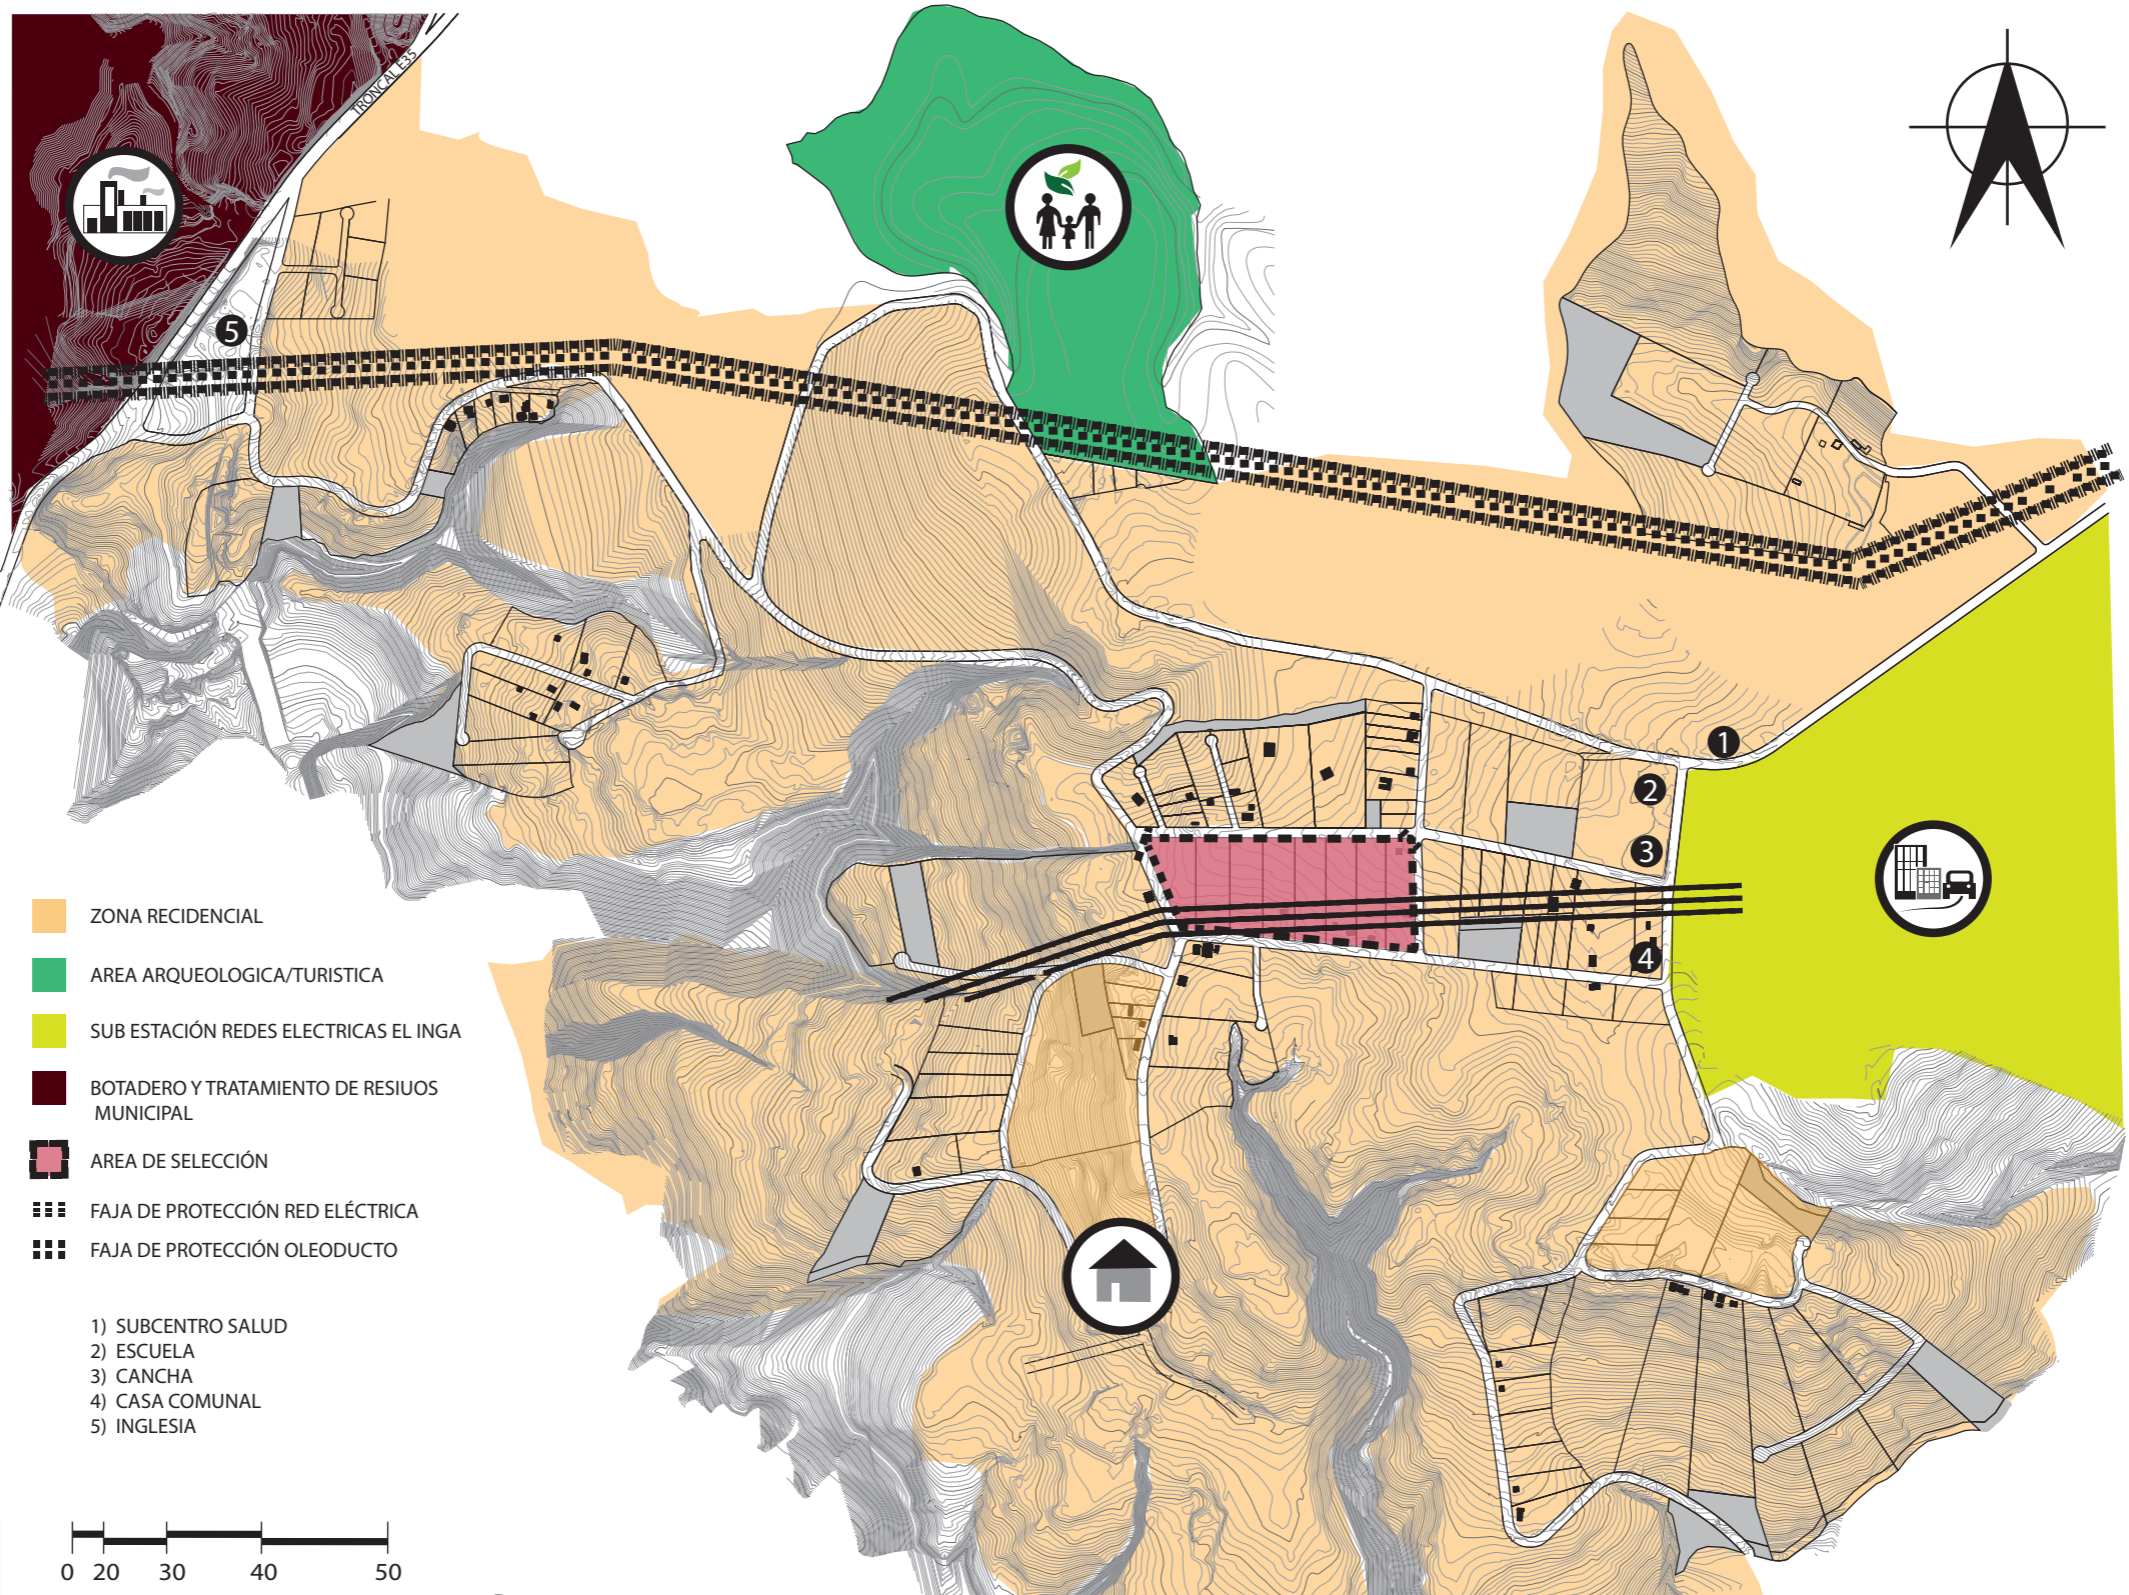 TRONCAL E35
5
1
2
3
4
ZONA RECIDENCIAL
AREA ARQUEOLOGICA/TURISTICA
SUB ESTACIÓN REDES ELECTRICAS EL INGA
BOTADERO Y TRATAMIENTO DE RESIUOS
MUNICIPAL
AREA DE SELECCIÓN
FAJA DE PROTECCIÓN RED ELÉCTRICA
FAJA DE PROTECCIÓN OLEODUCTO
1) SUBCENTRO SALUD
2) ESCUELA
3) CANCHA
4) CASA COMUNAL
5) INGLESIA
0 20 30 40 50